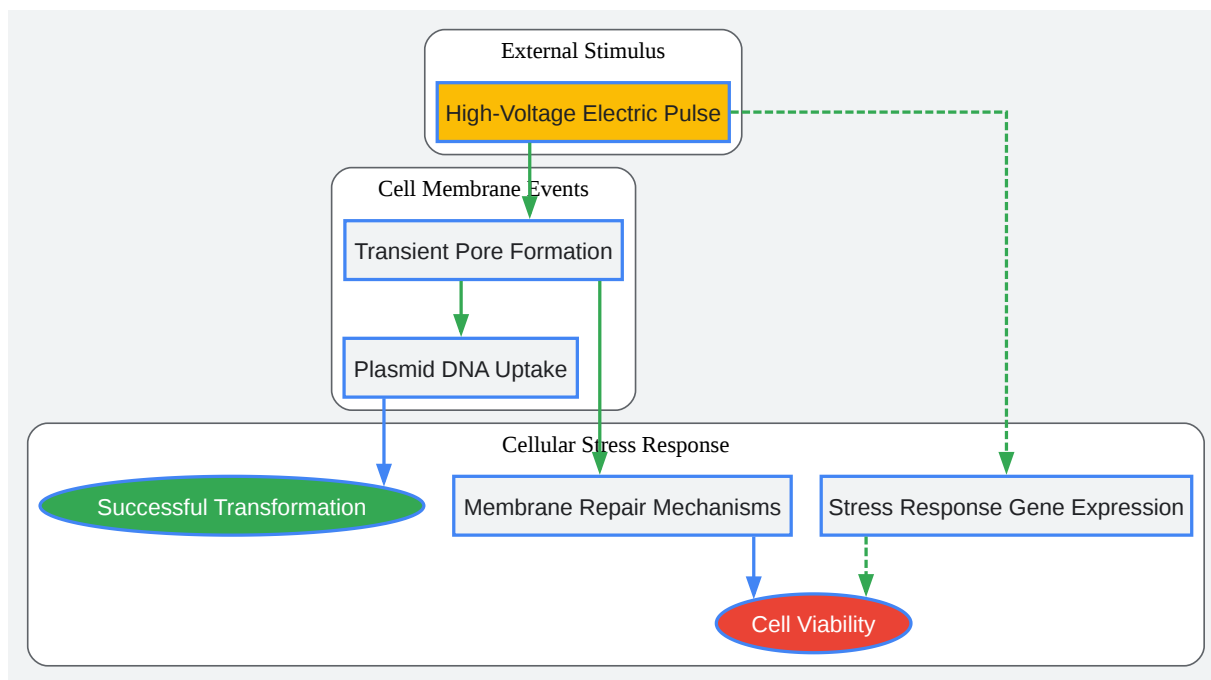 External Stimulus
High-Voltage Electric Pulse
Cell Membrane Events
Transient Pore Formation
Plasmid DNA Uptake
Cellular Stress Response
Successful Transformation
Membrane Repair Mechanisms
Stress Response Gene Expression
Cell Viability